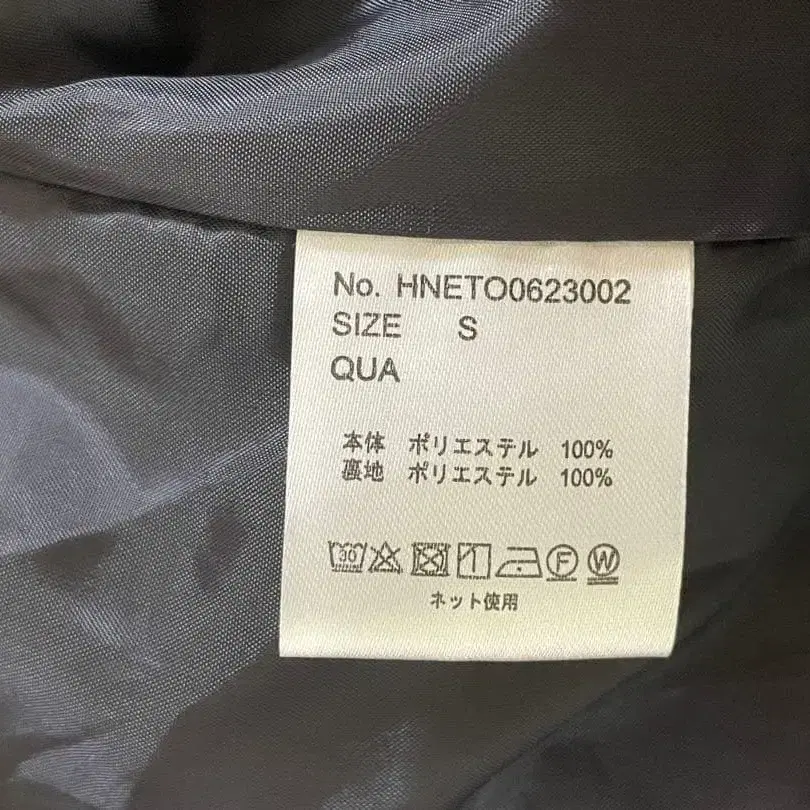 No. HNETO0623002
SIZE S
QUA
本体 ポリエステル 100%
裏地 ポリエステル 100%
30 F W
ネット使用